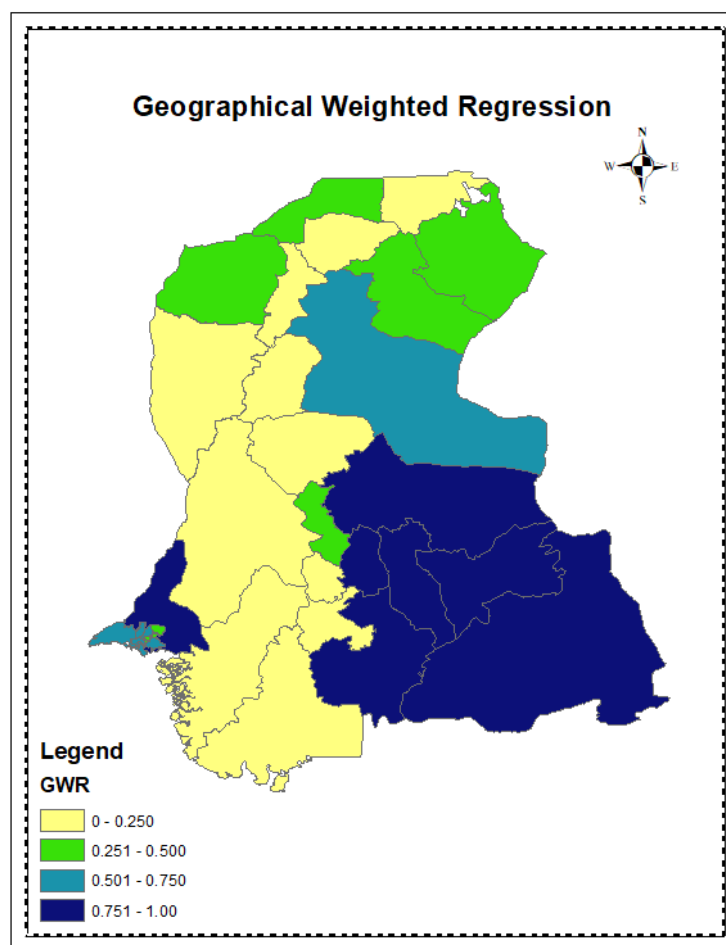 Geographical Weighted Regression
N
W E
S
Legend
GWR
0 - 0.250
0.251 - 0.500
0.501 - 0.750
0.751 - 1.00